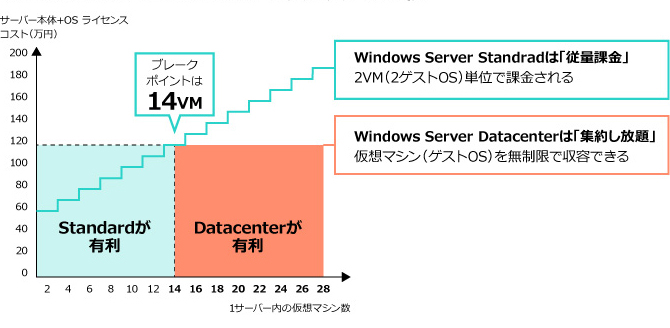 サーバー本体+OS ライセンス
コスト(万円)
200
180
160
140
120
100
80
60
40
20
0
ブレーク
ポイントは
14VM
Windows Server Standradは「従量課金」
2VM(2ゲストOS)単位で課金される
Windows Server Datacenterは「集約し放題」
仮想マシン(ゲストOS)を無制限で収容できる
Standardが
有利
Datacenterが
有利
2 4 6 8 10 12 14 16 18 20 22 24 26 28
1サーバー内の仮想マシン数